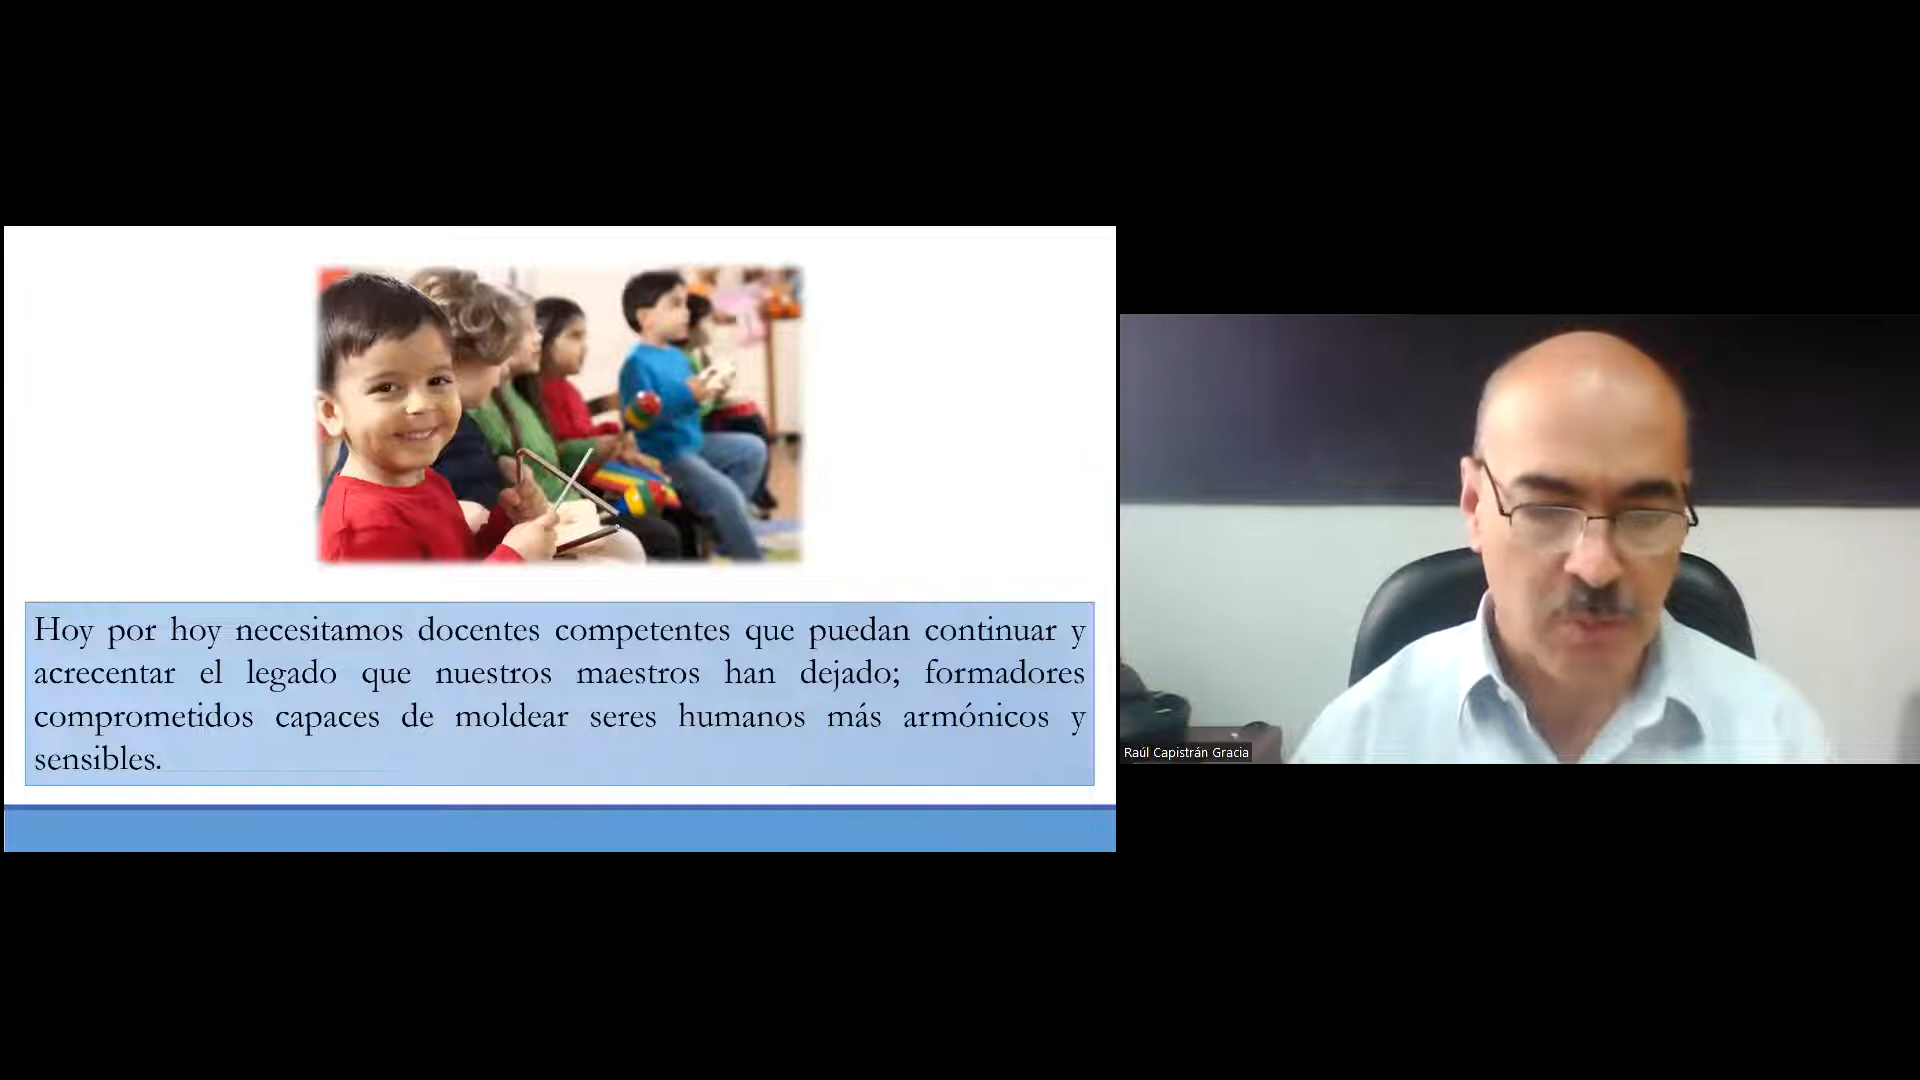 Hoy por hoy necesitamos docentes competentes que puedan continuar y
acrecentar el legado que nuestros maestros han dejado; formadores
comprometidos capaces de moldear seres humanos más armónicos y
sensibles.
Raúl Capistrán Gracia